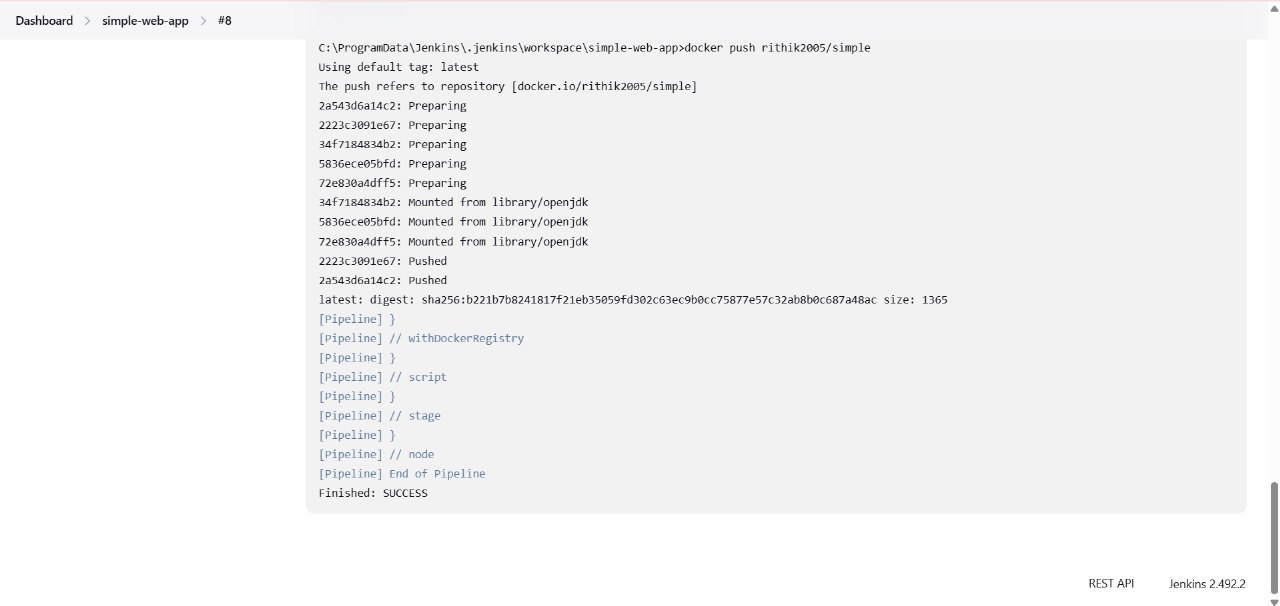 Dashboard > simple-web-app > #8
C:\ProgramData\Jenkins\.jenkins\workspace\simple-web-app>docker push rithik2005/simple
Using default tag: latest
The push refers to repository [docker.io/rithik2005/simple]
2a543d6a14c2: Preparing
2223c3091e67: Preparing
34f7184834b2: Preparing
5836ece05bfd: Preparing
72e830a4dff5: Preparing
34f7184834b2: Mounted from library/openjdk
5836ece05bfd: Mounted from library/openjdk
72e830a4dff5: Mounted from library/openjdk
2223c3091e67: Pushed
2a543d6a14c2: Pushed
latest: digest: sha256:b221b7b8241817f21eb35059fd302c63ec9b0cc75877e57c32ab8b0c687a48ac size: 1365
[Pipeline] }
[Pipeline] // withDockerRegistry
[Pipeline] }
[Pipeline] // script
[Pipeline] }
[Pipeline] // stage
[Pipeline] }
[Pipeline] // node
[Pipeline] End of Pipeline
Finished: SUCCESS
REST API Jenkins 2.492.2